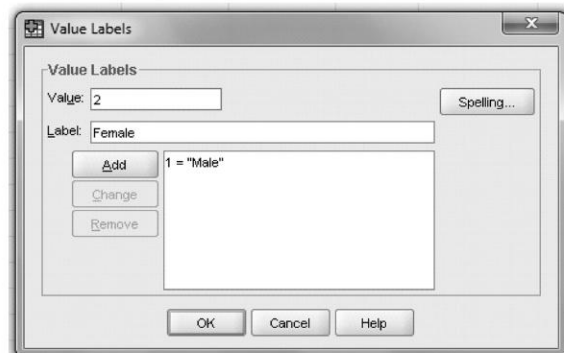 Value Labels
Value Labels
Value: 2
Spelling...
Label: Female
Add
1 = "Male"
Change
Remove
OK Cancel Help